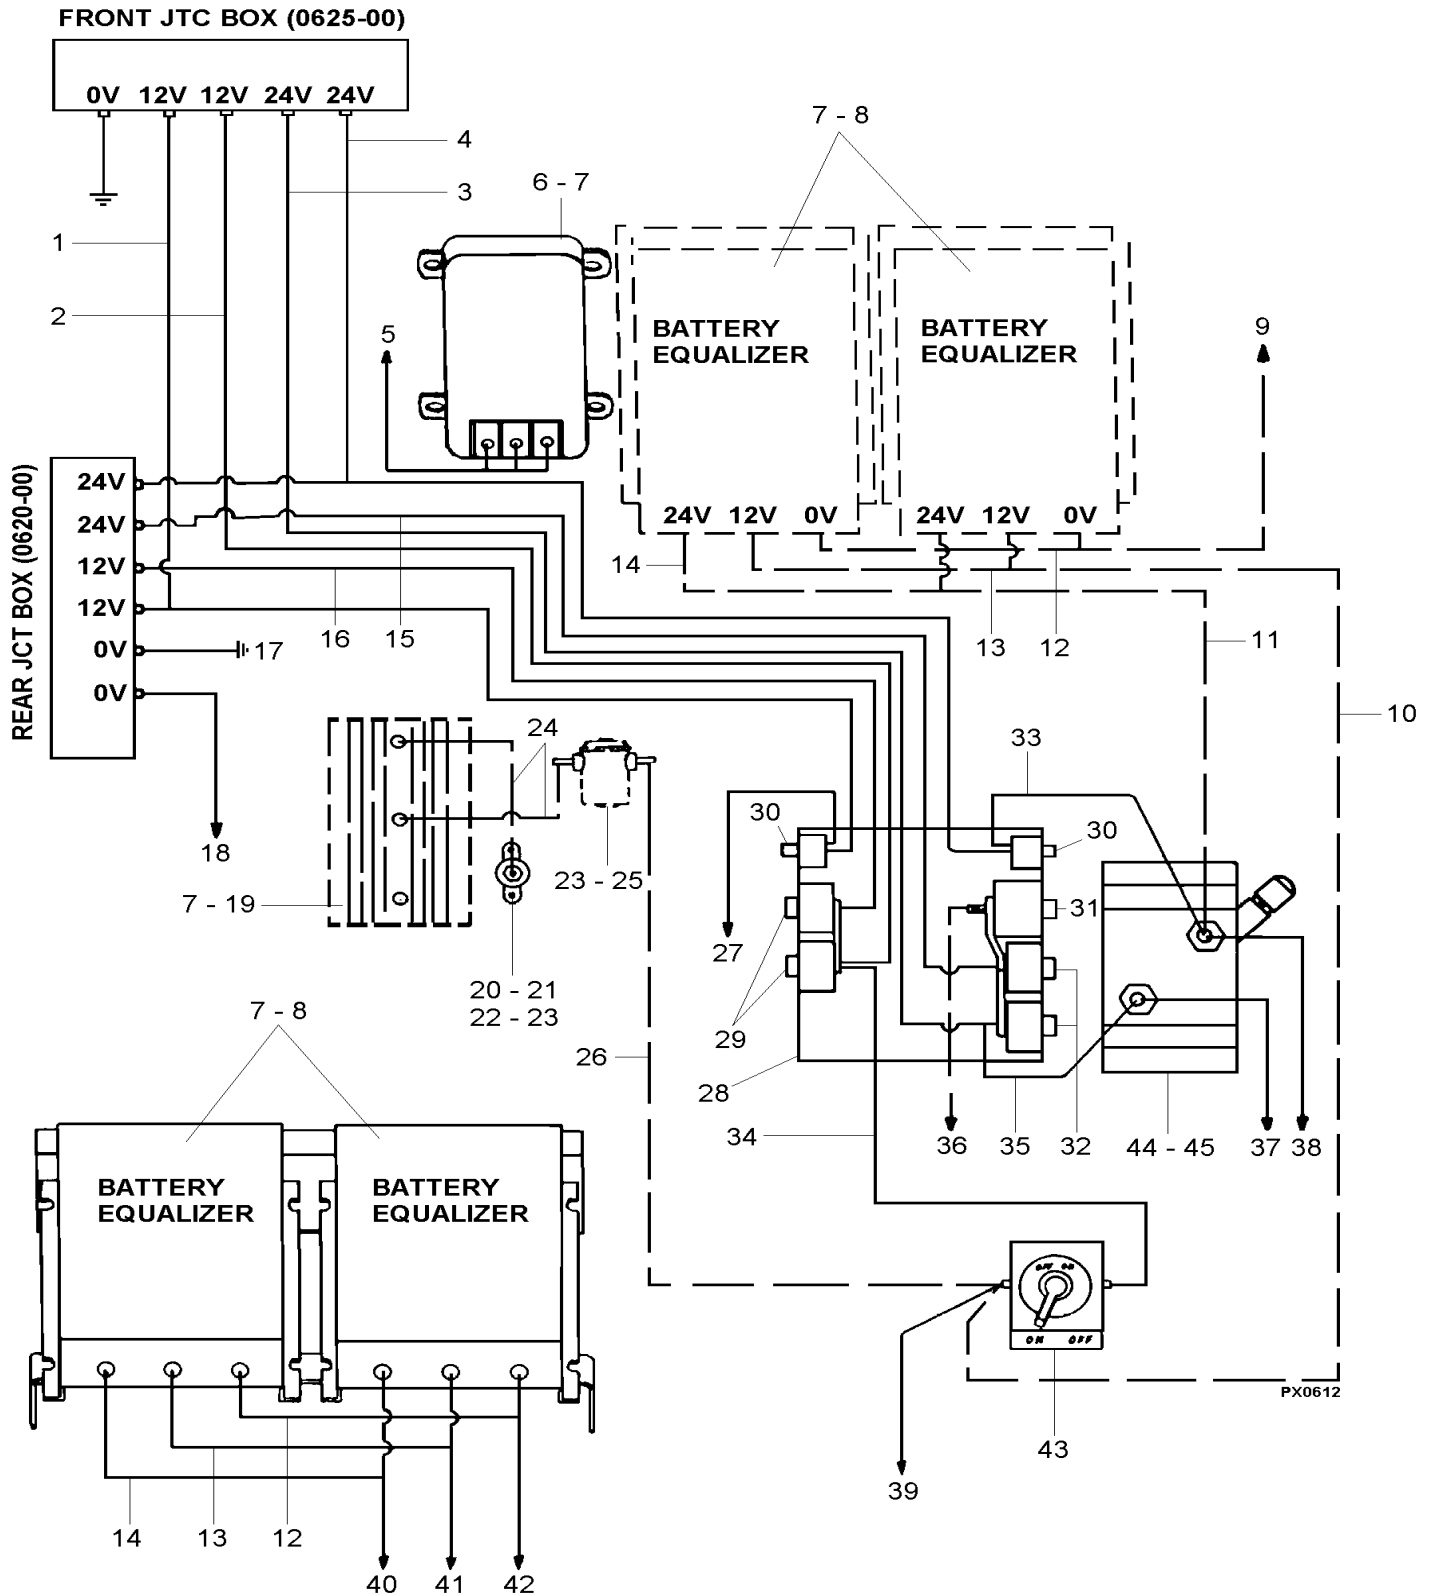 FRONT JTC BOX (0625-00)
0V 12V 12V 24V 24V
7 - 8
4
3
6 - 7
1
2
5
9
BATTERY
EQUALIZER
BATTERY
EQUALIZER
REAR JCT BOX (0620-00)
24V
24V
12V
12V
0V
0V
24V 12V 0V
24V 12V 0V
14
16
15
17
13
12
11
10
18
24
33
30
30
7 - 19
23 - 25
31
27
20 - 21
22 - 23
29
28
26
34
36
35
32
44 - 45
37
38
7 - 8
BATTERY
EQUALIZER
BATTERY
EQUALIZER
OFF ON
ON OFF
PX0612
43
39
14
13
12
40
41
42